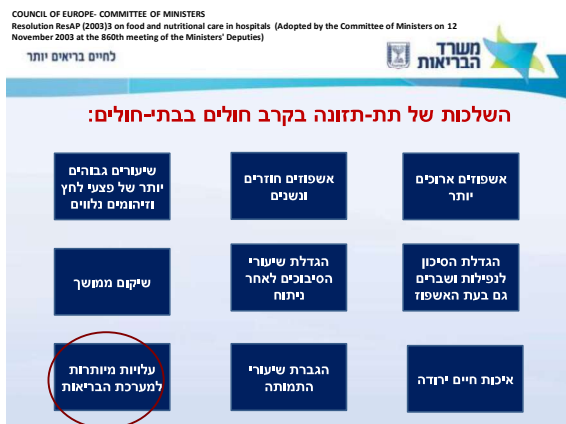 COUNCIL OF EUROPE- COMMITTEE OF MINISTERS
Resolution ResAP (2003)3 on food and nutritional care in hospitals (Adopted by the Committee of Ministers on 12
November 2003 at the 860th meeting of the Ministers' Deputies)
לחיים בריאים יותר
משרד
הבריאות
השלכות של תת-תזונה בקרב חולים בבתי-חולים:
אשפוזים ארוכים
יותר
אשפוזים חוזרים
ונשנים
שיעורים גבוהים
יותר של פצעי לחץ
וזיהומים נלווים
הגדלת הסיכון
לנפילות ושברים
גם בעת האשפוז
הגדלת שיעורי
הסיבוכים לאחר
ניתוח
שיקום ממושך
איכות חיים ירודה
הגברת שיעורי
התמותה
עלויות מיותרות
למערכת הבריאות